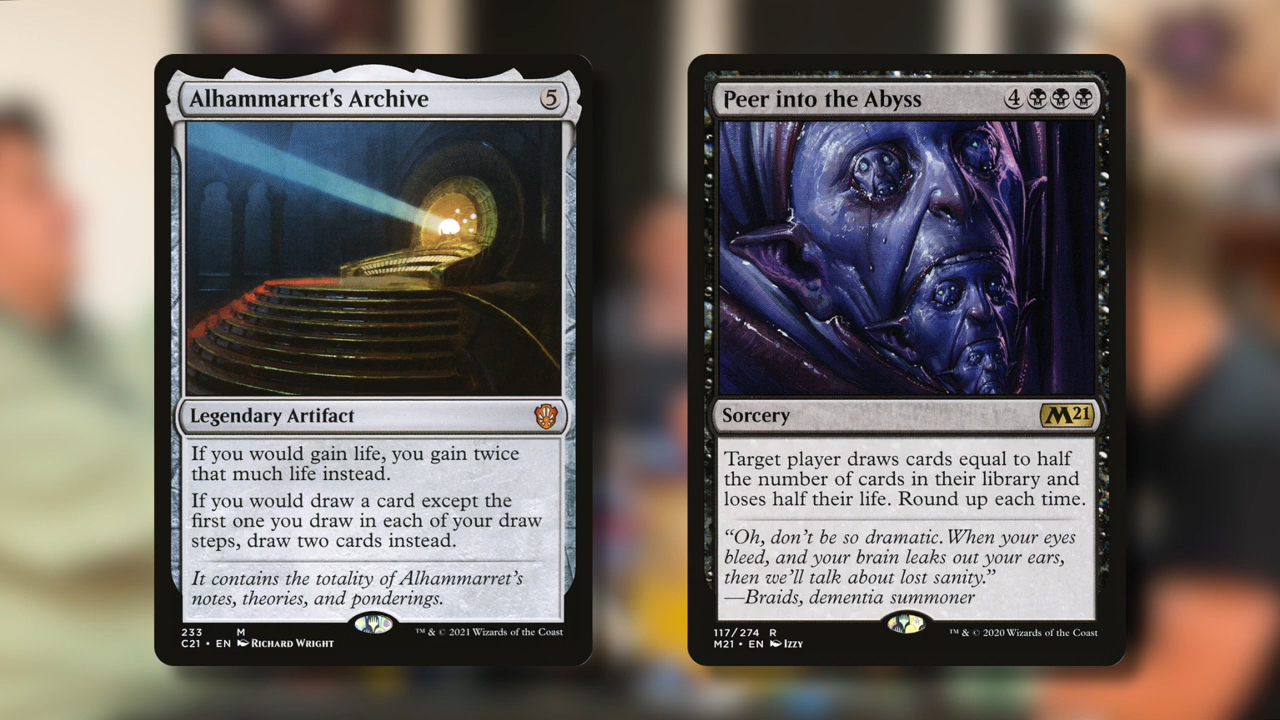 Alhammarret's Archive 5
Legendary Artifact
If you would gain life, you gain twice
that much life instead.
If you would draw a card except the
first one you draw in each of your draw
steps, draw two cards instead.
It contains the totality of Alhammarret's
notes, theories, and ponderings.
233 M
C21 • EN Richard Wright
™ & © 2021 Wizards of the Coast
Peer into the Abyss 4
Sorcery M21
Target player draws cards equal to half
the number of cards in their library and
loses half their life. Round up each time.
“Oh, don't be so dramatic. When your eyes
bleed, and your brain leaks out your ears,
then we'll talk about lost sanity.”
—Braids, dementia summoner
117/274 R
M21 • EN Izzy
™ & © 2020 Wizards of the Coast